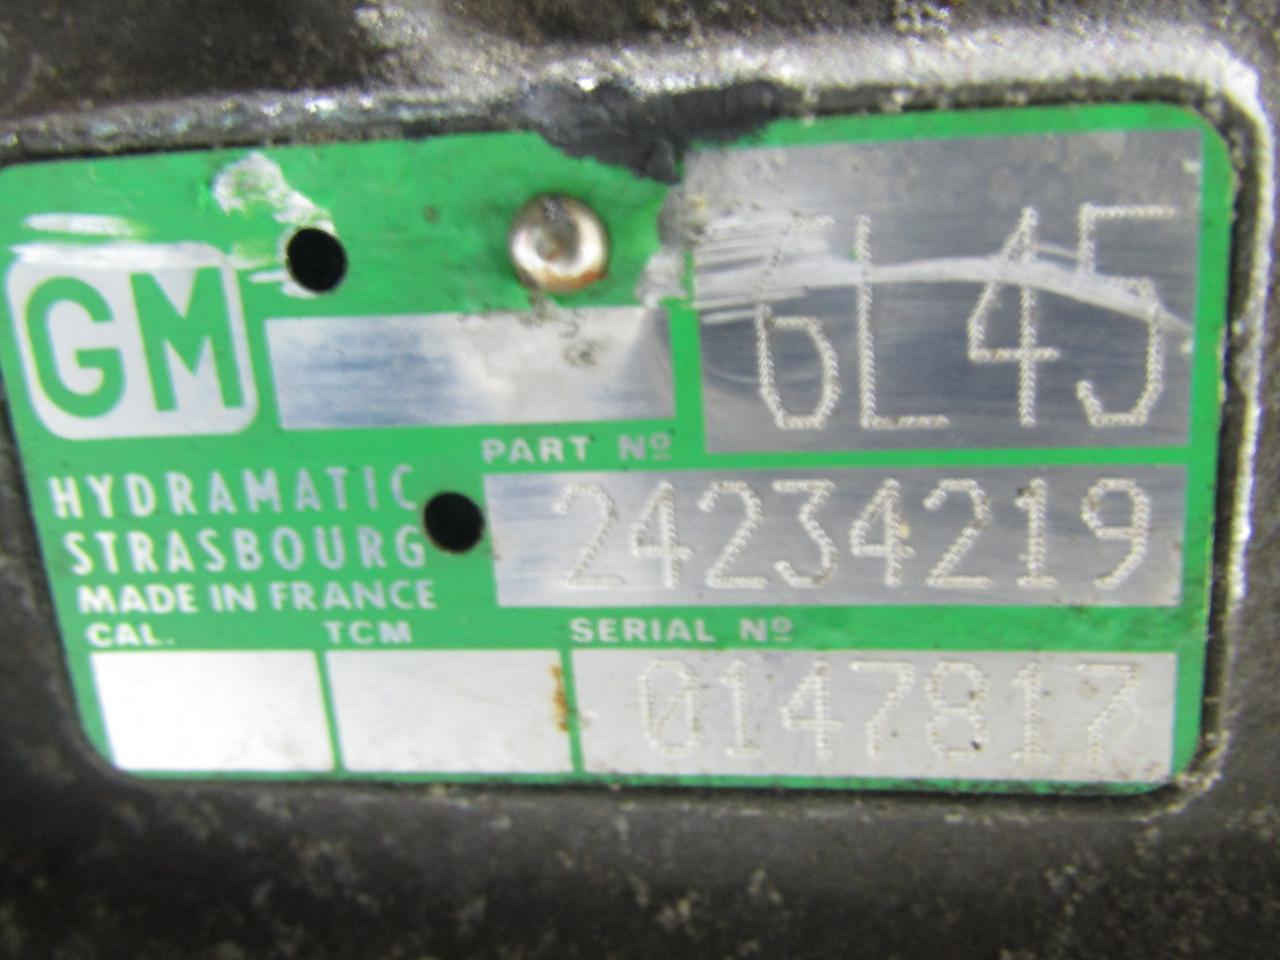 GM
6L45
PART Nº
HYDRAMATIC
STRASBOURG
24234219
MADE IN FRANCE
CAL. TCM SERIAL Nº
0147817